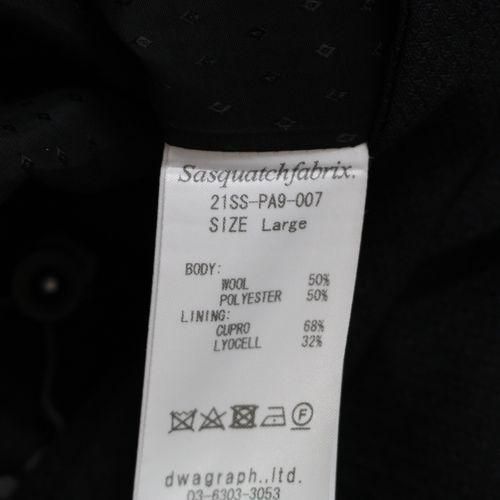 Sasquatchfabrix.
21SS-PA9-007
SIZE Large
BODY:
WOOL 50%
POLYESTER 50%
LINING:
CUPRO 68%
LYOCELL 32%
F
dwagraph.,ltd.
03-6303-3053